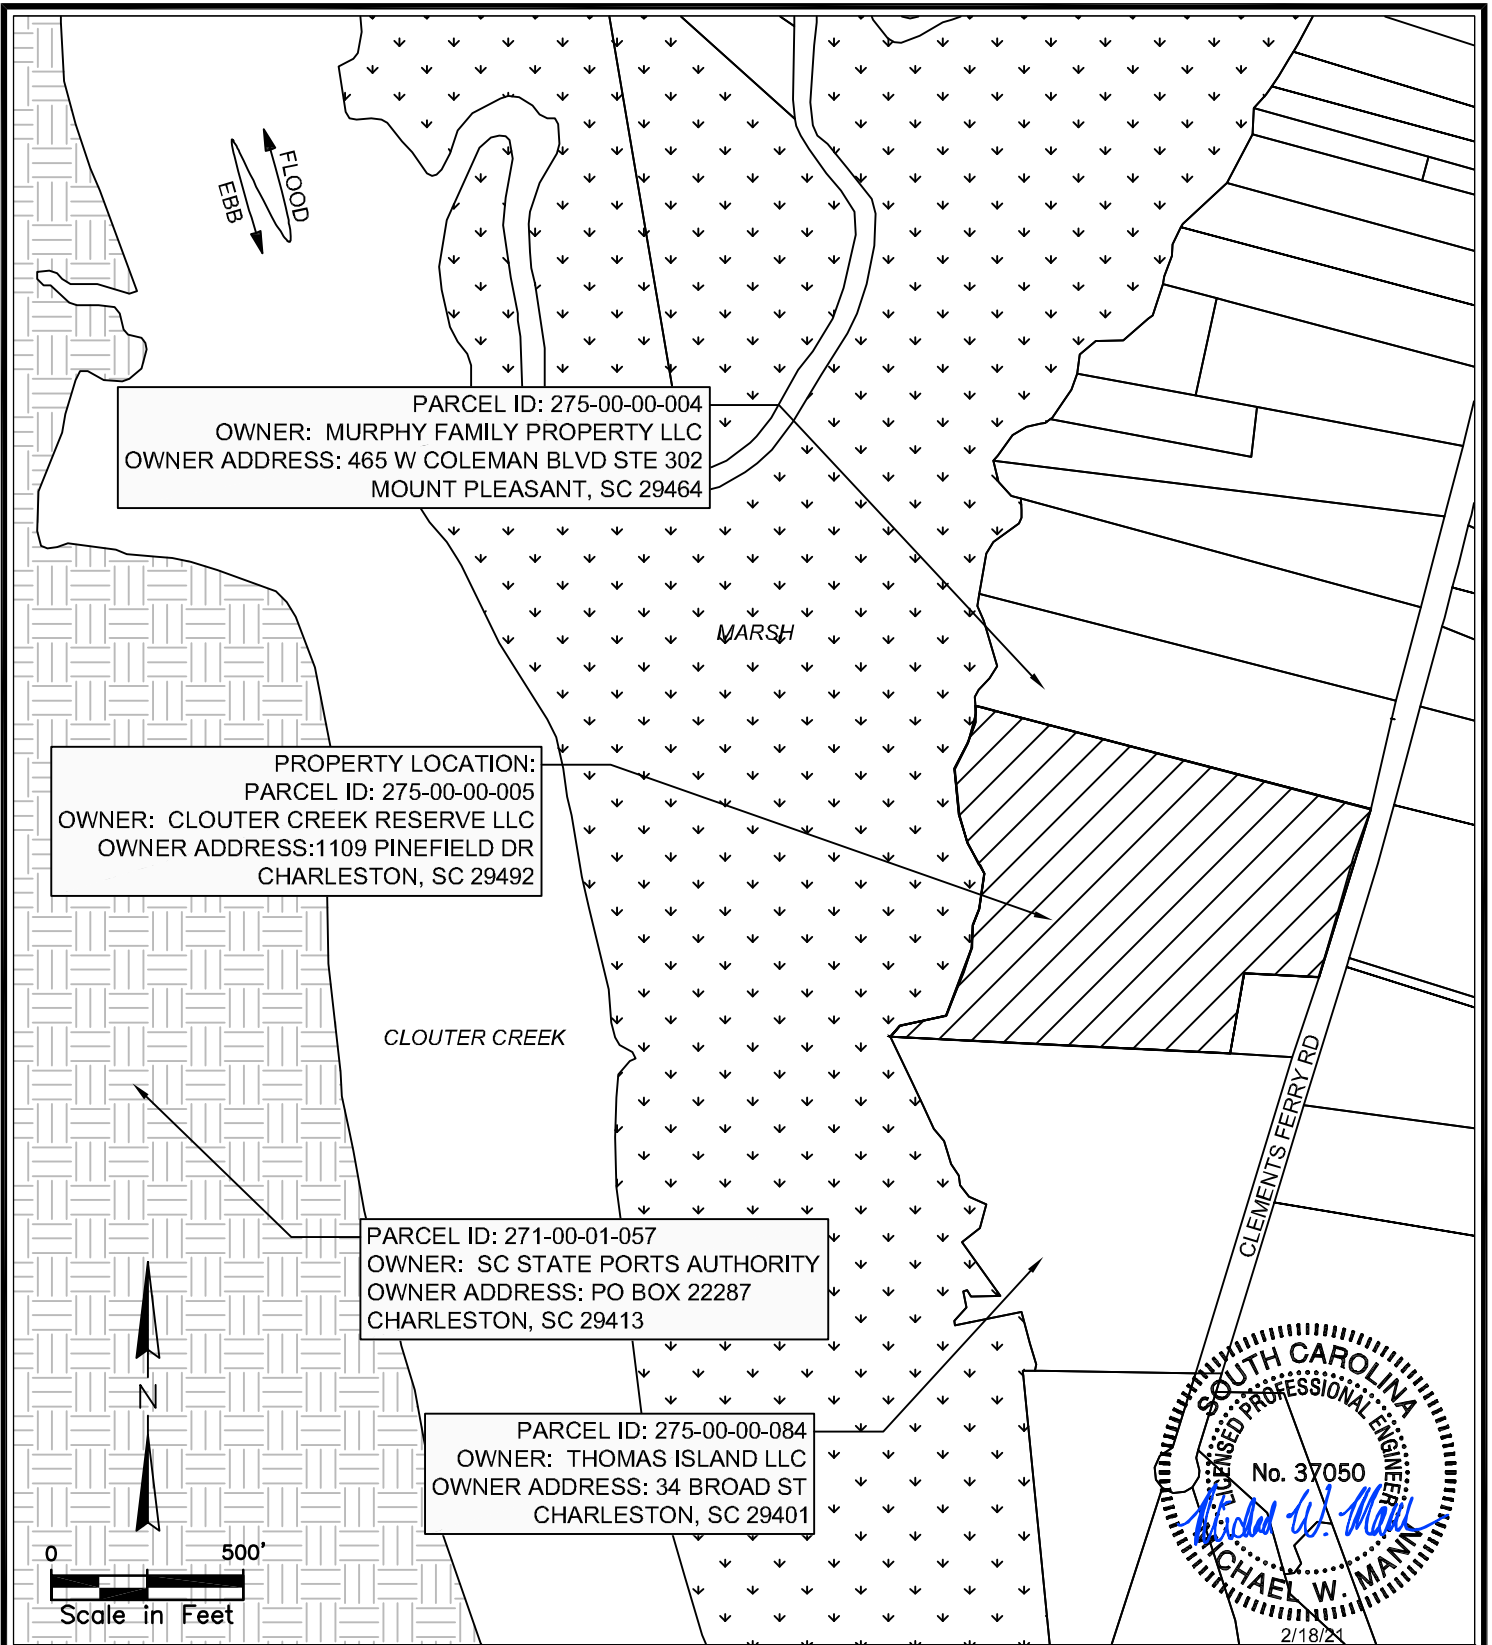 FLOOD
EBB
PARCEL ID: 275-00-00-004
OWNER: MURPHY FAMILY PROPERTY LLC
OWNER ADDRESS: 465 W COLEMAN BLVD STE 302
MOUNT PLEASANT, SC 29464
MARSH
PROPERTY LOCATION:
PARCEL ID: 275-00-00-005
OWNER: CLOUTER CREEK RESERVE LLC
OWNER ADDRESS:1109 PINEFIELD DR
CHARLESTON, SC 29492
CLOUTER CREEK
CLEMENTS FERRY RD
PARCEL ID: 271-00-01-057
OWNER: SC STATE PORTS AUTHORITY
OWNER ADDRESS: PO BOX 22287
CHARLESTON, SC 29413
N
PARCEL ID: 275-00-00-084
OWNER: THOMAS ISLAND LLC
OWNER ADDRESS: 34 BROAD ST
CHARLESTON, SC 29401
0 500'
Scale in Feet
SOUTH CAROLINA
LICENSED PROFESSIONAL ENGINEER
No. 37050
Michael W. Mann
MICHAEL W. MANN
2/18/21